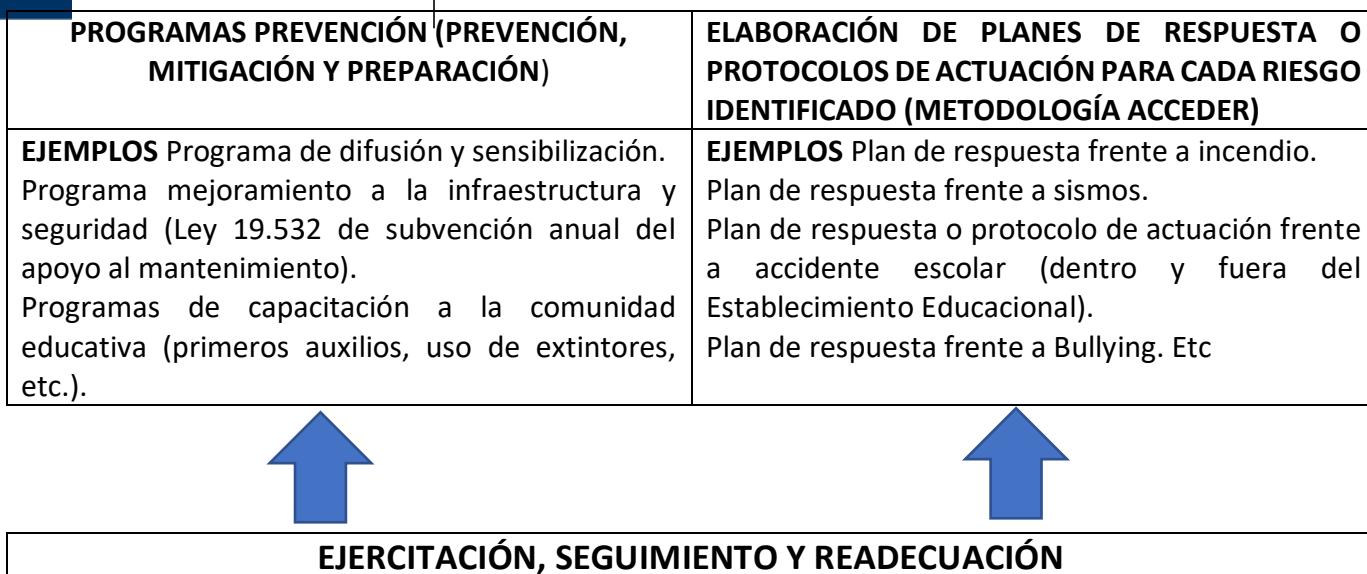 PROGRAMAS PREVENCIÓN (PREVENCIÓN,
MITIGACIÓN Y PREPARACIÓN)
EJEMPLOS Programa de difusión y sensibilización.
Programa mejoramiento a la infraestructura y
seguridad (Ley 19.532 de subvención anual del
apoyo al mantenimiento).
Programas de capacitación a la comunidad
educativa (primeros auxilios, uso de extintores,
etc.).
ELABORACIÓN DE PLANES DE RESPUESTA O
PROTOCOLOS DE ACTUACIÓN PARA CADA RIESGO
IDENTIFICADO (METODOLOGÍA ACCEDER)
EJEMPLOS Plan de respuesta frente a incendio.
Plan de respuesta frente a sismos.
Plan de respuesta o protocolo de actuación frente
a accidente escolar (dentro y fuera del
Establecimiento Educacional).
Plan de respuesta frente a Bullying. Etc
EJERCITACIÓN, SEGUIMIENTO Y READECUACIÓN